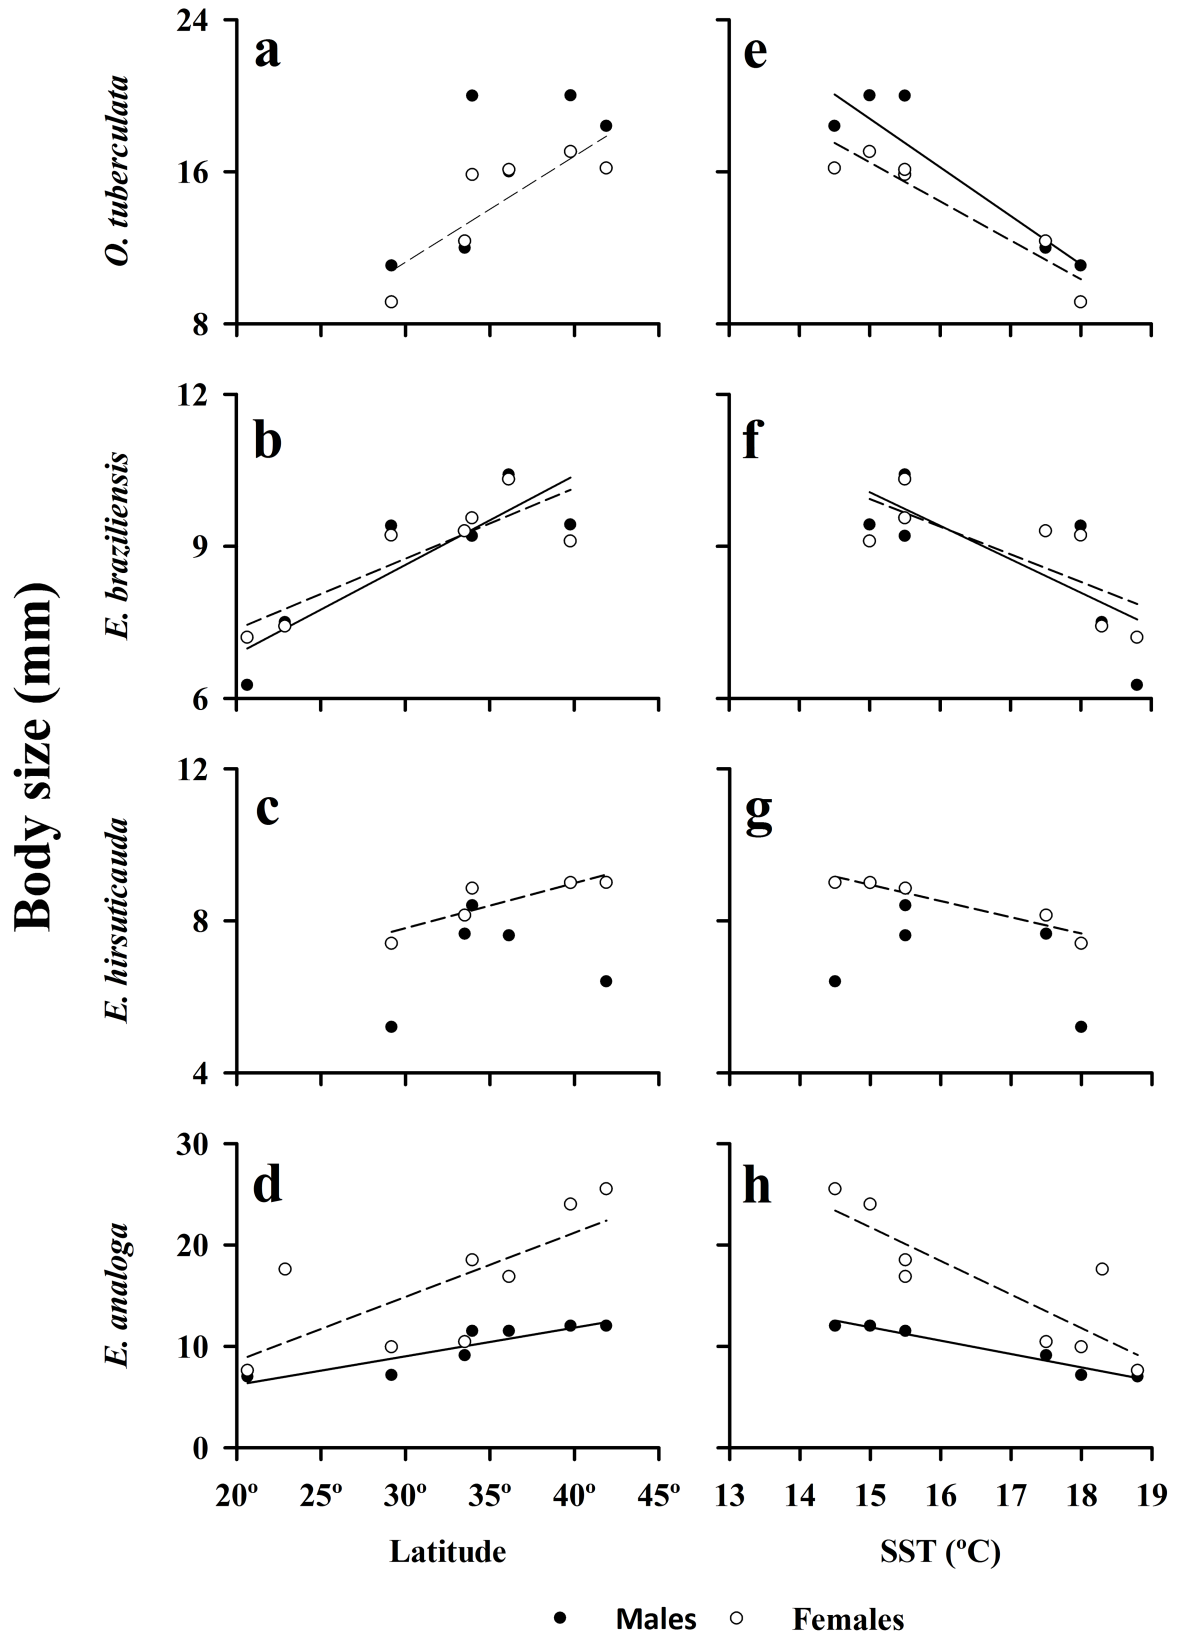 Body size (mm)
O. tuberculata
24
16
8
a
e
E. braziliensis
12
9
6
b
f
E. hirsuticauda
12
8
4
c
g
E. analoga
30
20
10
0
d
h
20º 25º 30º 35º 40º 45º
13 14 15 16 17 18 19
Latitude
SST (ºC)
Males Females